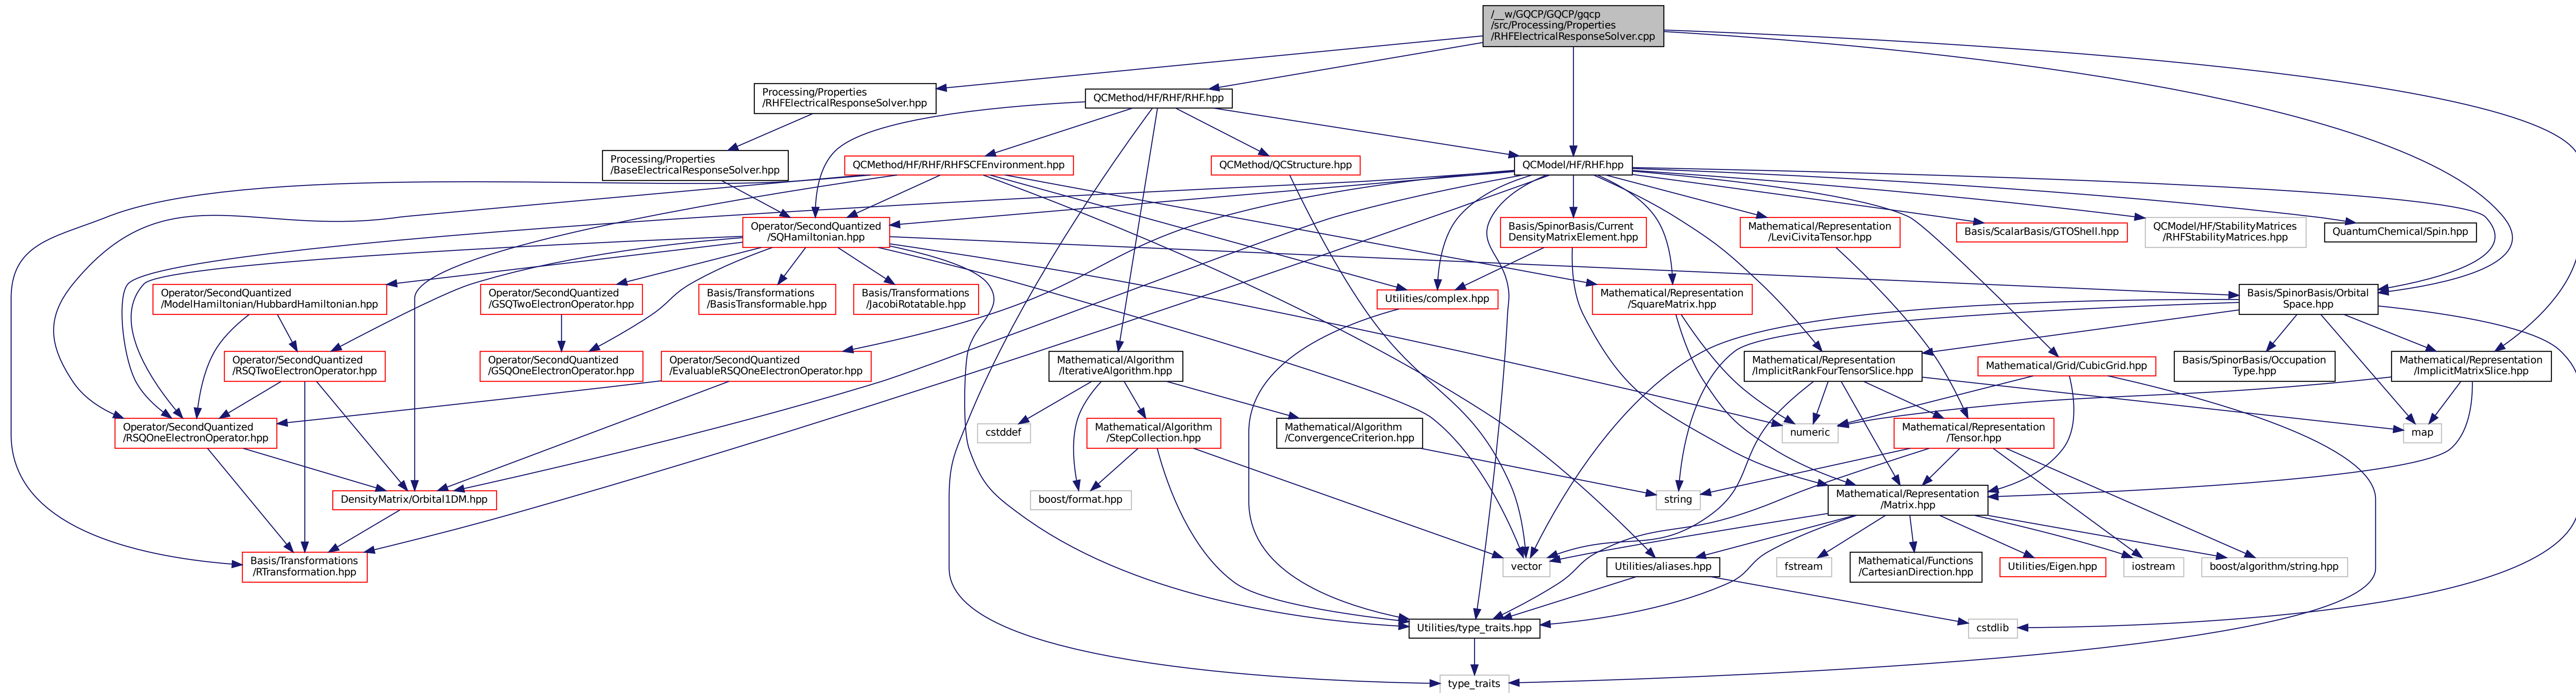 /__w/GQCP/GQCP/gqcp
/src/Processing/Properties
/RHFElectricalResponseSolver.cpp
Processing/Properties
/RHFElectricalResponseSolver.hpp
QCMethod/HF/RHF/RHF.hpp
Processing/Properties
/BaseElectricalResponseSolver.hpp
QCMethod/HF/RHF/RHFSCFEnvironment.hpp
QCMethod/QCStructure.hpp
QCModel/HF/RHF.hpp
Operator/SecondQuantized
/SQHamiltonian.hpp
Basis/SpinorBasis/Current
DensityMatrixElement.hpp
Mathematical/Representation
/LeviCivitaTensor.hpp
Basis/ScalarBasis/GTOShell.hpp
QCModel/HF/StabilityMatrices
/RHFStabilityMatrices.hpp
QuantumChemical/Spin.hpp
Operator/SecondQuantized
/ModelHamiltonian/HubbardHamiltonian.hpp
Operator/SecondQuantized
/GSQTwoElectronOperator.hpp
Basis/Transformations
/BasisTransformable.hpp
Basis/Transformations
/JacobiRotatable.hpp
Utilities/complex.hpp
Mathematical/Representation
/SquareMatrix.hpp
Basis/SpinorBasis/Orbital
Space.hpp
Operator/SecondQuantized
/RSQTwoElectronOperator.hpp
Operator/SecondQuantized
/GSQOneElectronOperator.hpp
Operator/SecondQuantized
/EvaluableRSQOneElectronOperator.hpp
Mathematical/Algorithm
/IterativeAlgorithm.hpp
Mathematical/Representation
/ImplicitRankFourTensorSlice.hpp
Mathematical/Grid/CubicGrid.hpp
Basis/SpinorBasis/Occupation
Type.hpp
Mathematical/Representation
/ImplicitMatrixSlice.hpp
Operator/SecondQuantized
/RSQOneElectronOperator.hpp
cstddef
Mathematical/Algorithm
/StepCollection.hpp
Mathematical/Algorithm
/ConvergenceCriterion.hpp
numeric
Mathematical/Representation
/Tensor.hpp
map
DensityMatrix/Orbital1DM.hpp
boost/format.hpp
string
Mathematical/Representation
/Matrix.hpp
Basis/Transformations
/RTransformation.hpp
vector
Utilities/aliases.hpp
fstream
Mathematical/Functions
/CartesianDirection.hpp
Utilities/Eigen.hpp
iostream
boost/algorithm/string.hpp
Utilities/type_traits.hpp
cstdlib
type_traits